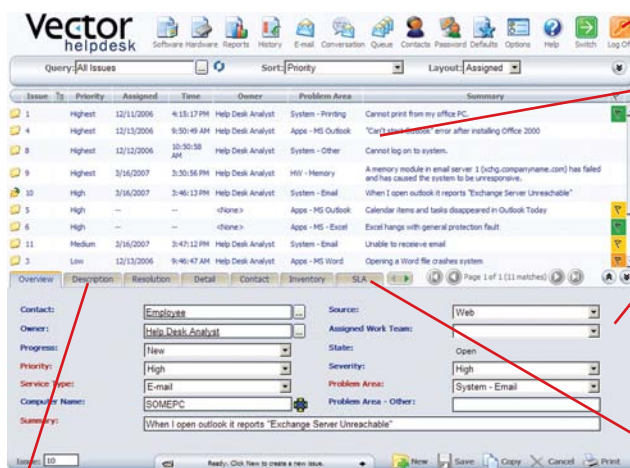 Vector
helpdesk
Software Hardware Reports History E-mail Conversation Queue Contacts Password Defaults Options Help Switch Log Of
Query: All Issues ... Sort: Priority Layout: Assigned
Issue Priority Assigned Time Owner Problem Area Summary
1 Highest 12/11/2006 4:15:17 PM Help Desk Analyst System - Printing Cannot print from my office PC.
4 Highest 12/13/2006 9:50:49 AM Help Desk Analyst Apps - MS Outlook "Can't start Outlook" error after installing Office 2000
8 Highest 12/12/2006 10:50:58 AM Help Desk Analyst System - Other Cannot log on to system.
9 Highest 3/16/2007 3:30:56 PM Help Desk Analyst HW - Memory A memory module in email server 1 (xchg.companyname.com) has failed and has caused the system to be unresponsive.
10 High 3/16/2007 3:46:13 PM Help Desk Analyst System - Email When I open outlook it reports "Exchange Server Unreachable"
5 High -- -- <None> Apps - MS Outlook Calendar items and tasks disappeared in Outlook Today
6 High -- -- <None> Apps - MS - Excel Excel hangs with general protection fault
11 Medium 3/16/2007 3:47:12 PM Help Desk Analyst System - Email Unable to receieve email
3 Low 12/13/2006 9:46:47 AM Help Desk Analyst Apps - MS Word Opening a Word file crashes system
Overview Description Resolution Detail Contact Inventory SLA Page 1 of 1 (11 matches)
Contact: Employee ... Source: Web
Owner: Help Desk Analyst ... Assigned Work Team:
Progress: New State: Open
Priority: High Severity: High
Service Type: E-mail Problem Area: System - Email
Computer Name: SOMEPC Problem Area - Other:
Summary: When I open outlook it reports "Exchange Server Unreachable"
Issue: 10 Ready. Click New to create a new issue. New Save Copy Cancel Print